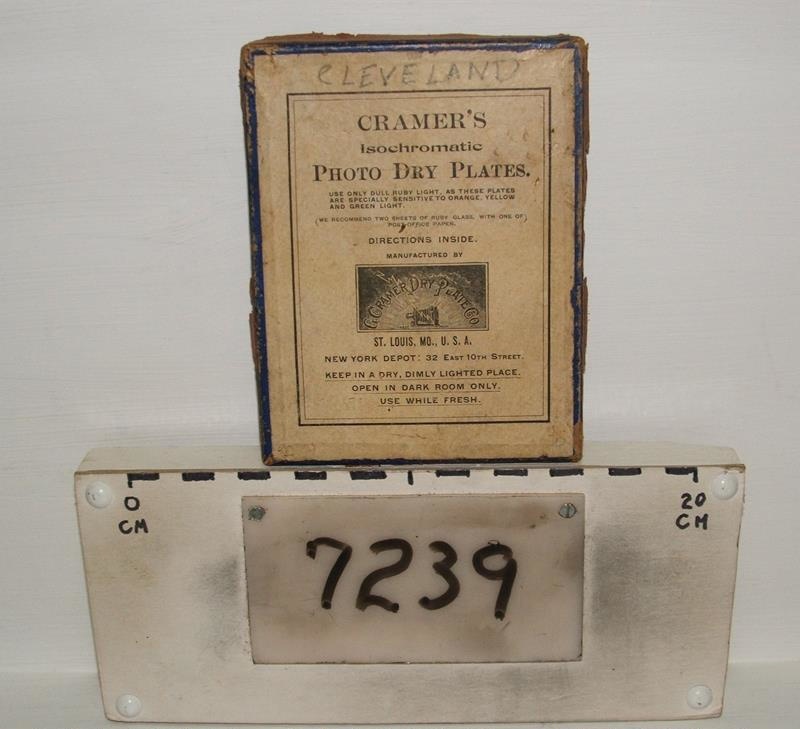 CLEVELAND
CRAMER'S
Isochromatic
PHOTO DRY PLATES.
USE ONLY DULL RUBY LIGHT, AS THESE PLATES
ARE SPECIALLY SENSITIVE TO ORANGE, YELLOW
AND GREEN LIGHT.
(WE RECOMMEND TWO SHEETS OF RUBY GLASS, WITH ONE OF)
POST-OFFICE PAPER.
DIRECTIONS INSIDE.
MANUFACTURED BY
G. CRAMER DRY PLATE CO
ST. LOUIS, MO., U. S. A.
NEW YORK DEPOT: 32 EAST 10TH STREET.
KEEP IN A DRY, DIMLY LIGHTED PLACE.
OPEN IN DARK ROOM ONLY.
USE WHILE FRESH.
0 20
CM CM
7239